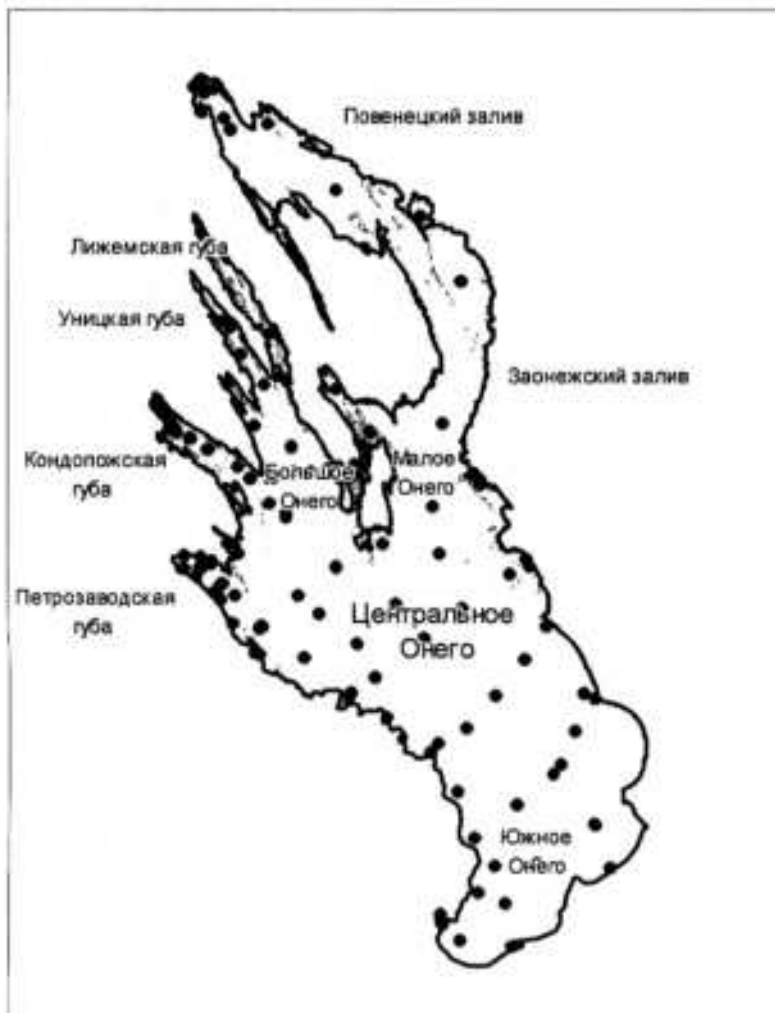 Повенецкий залив
Лижемская губа
Уницкая губа
Заонежский залив
Кондопожская
губа
Большое
Онего
Малое
Онего
Петрозаводская
губа
Центральное
Онего
Южное
Онего